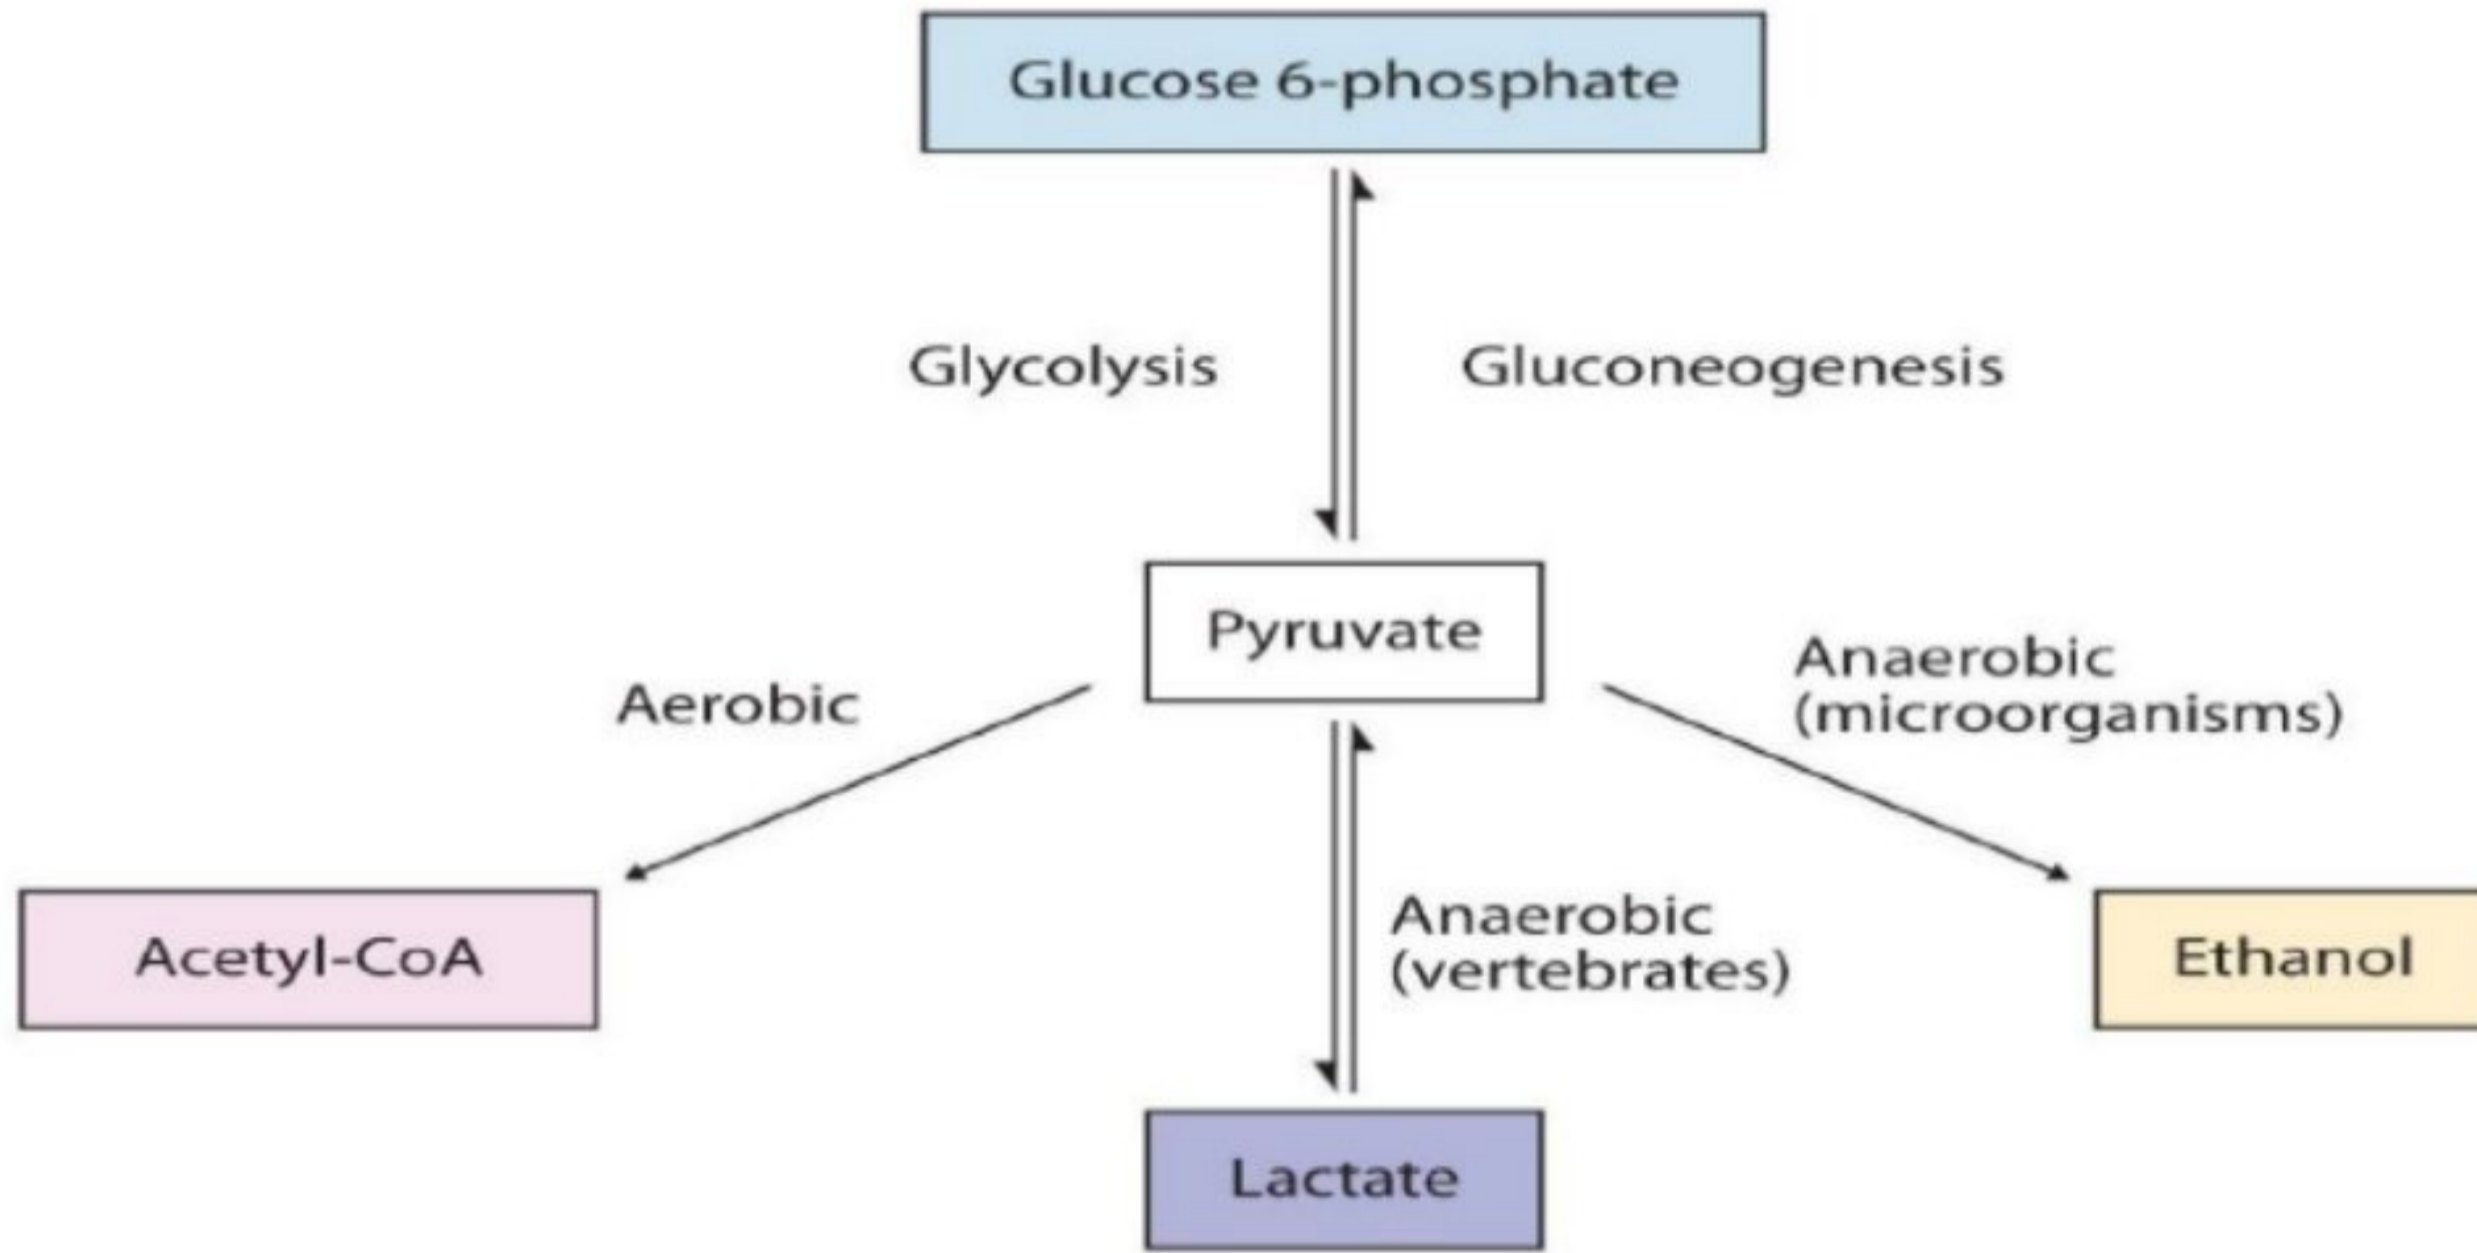 Glucose 6-phosphate
Glycolysis
Gluconeogenesis
Pyruvate
Aerobic
Anaerobic
(microorganisms)
Acetyl-CoA
Anaerobic
(vertebrates)
Ethanol
Lactate